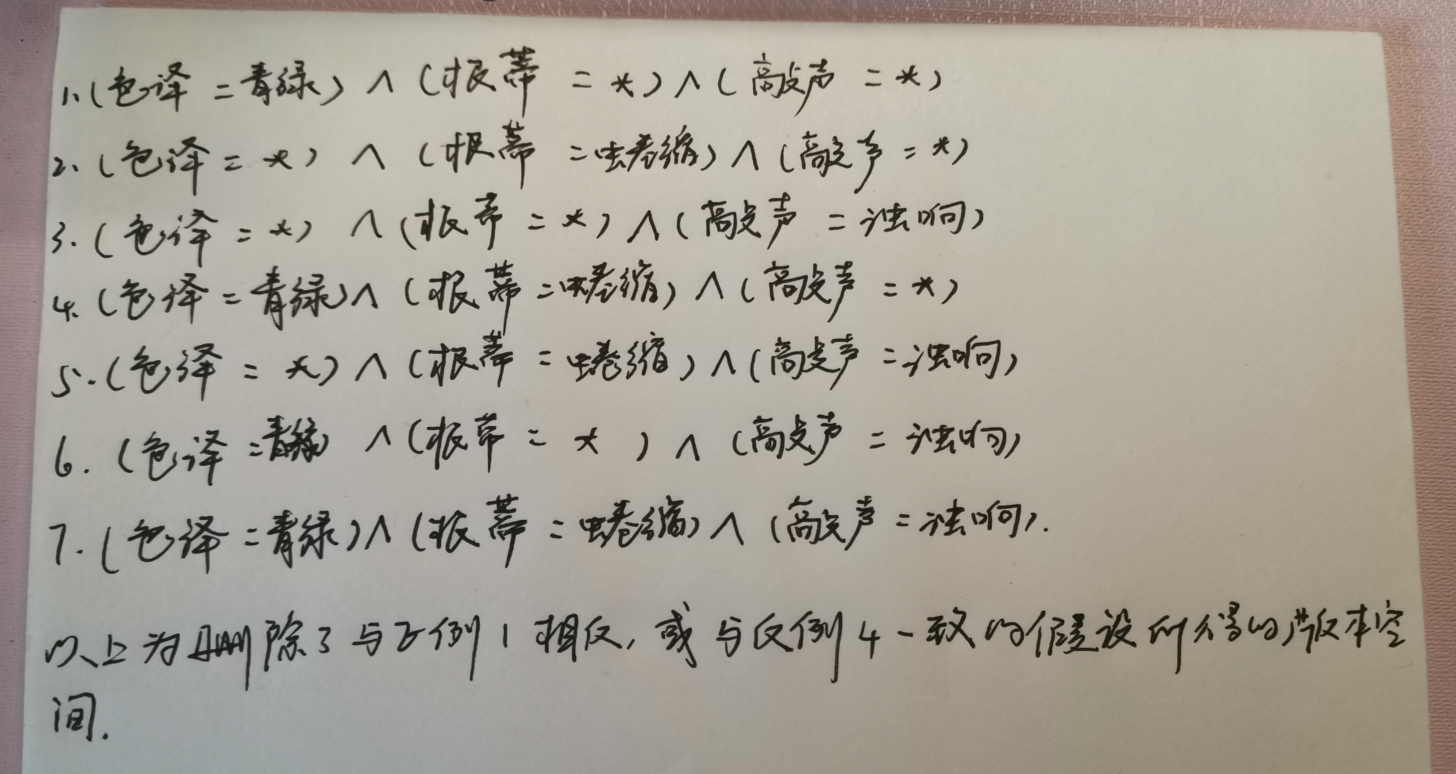 1.(色泽 = 青绿) ∧ (根蒂 = *) ∧ (敲声 = *)
2.(色泽 = *) ∧ (根蒂 = 蜷缩) ∧ (敲声 = *)
3.(色泽 = *) ∧ (根蒂 = *) ∧ (敲声 = 浊响)
4.(色泽 = 青绿) ∧ (根蒂 = 蜷缩) ∧ (敲声 = *)
5.(色泽 = *) ∧ (根蒂 = 蜷缩) ∧ (敲声 = 浊响)
6.(色泽 = 青绿) ∧ (根蒂 = *) ∧ (敲声 = 浊响)
7.(色泽 = 青绿) ∧ (根蒂 = 蜷缩) ∧ (敲声 = 浊响).
以上为删除了与正例1相反,或与反例4一致的假设所得的版本空
间.